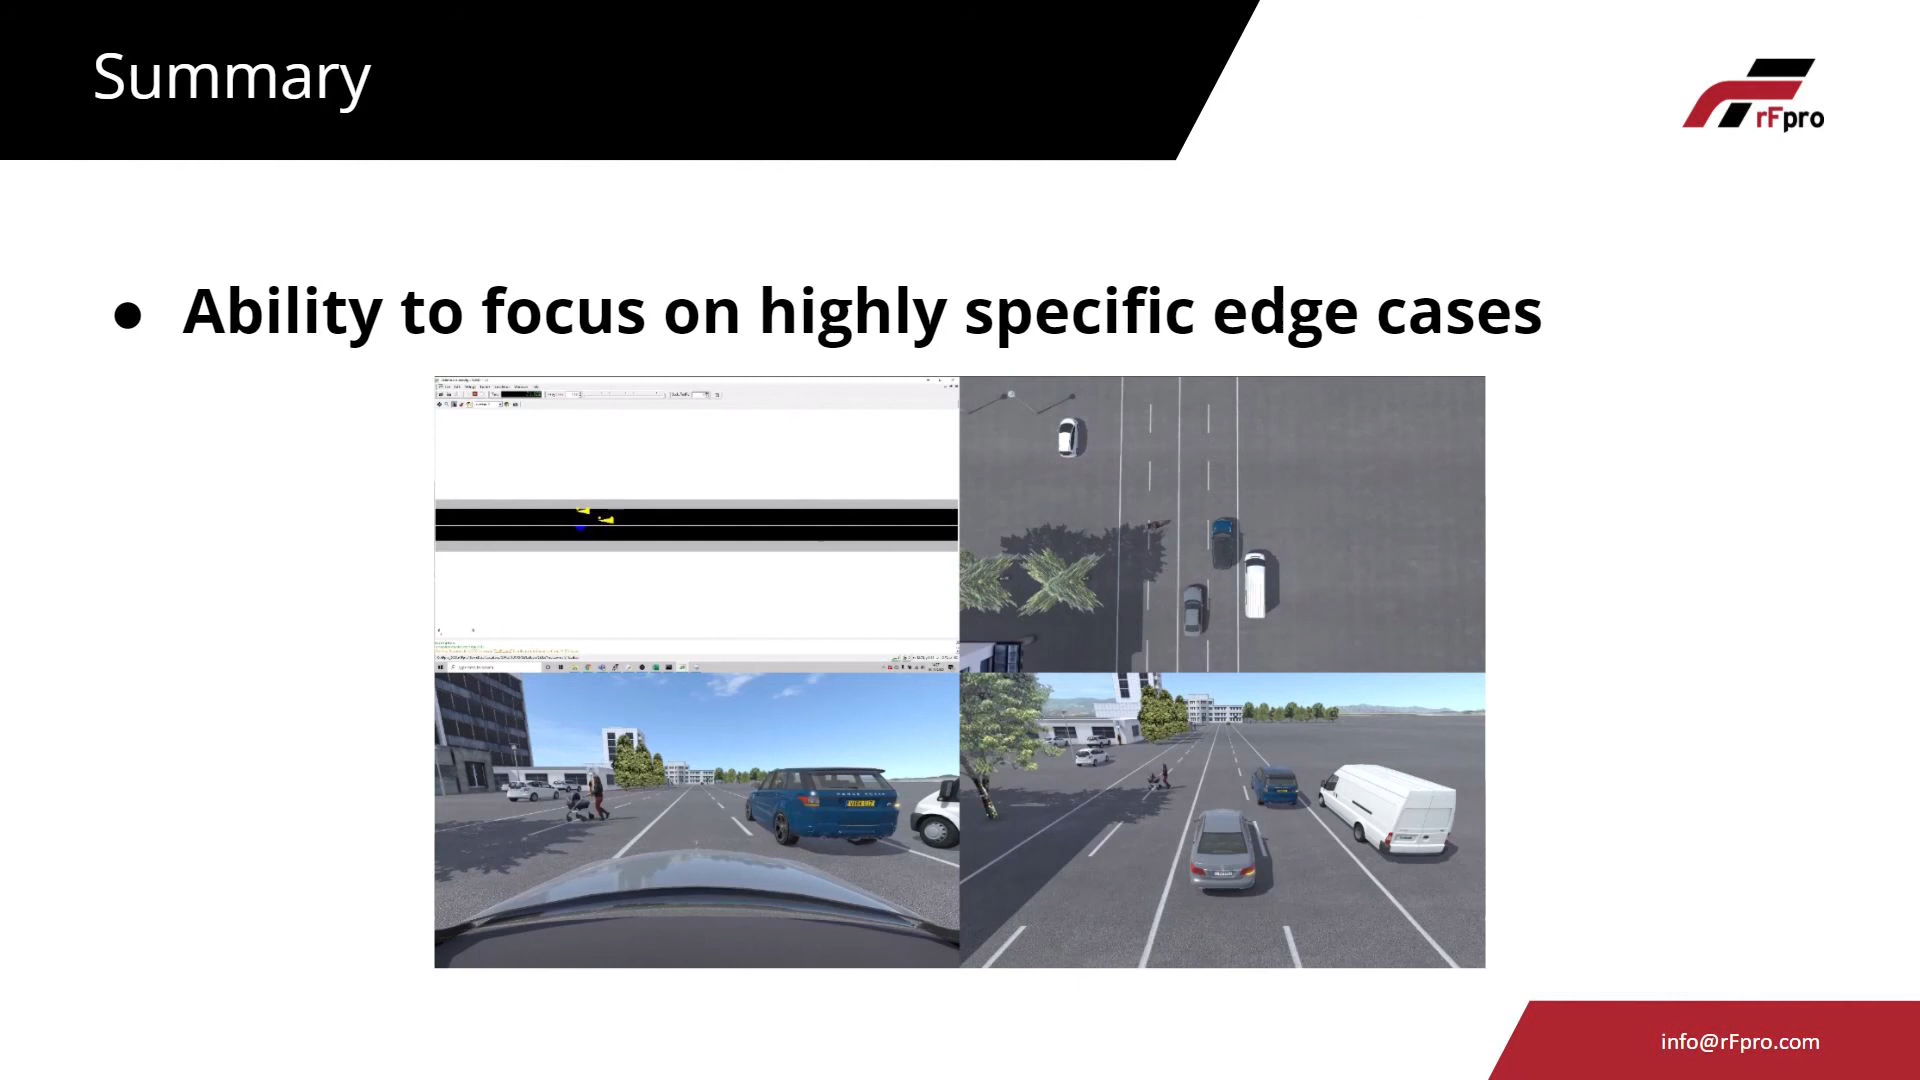 Summary
rFpro
● Ability to focus on highly specific edge cases
info@rFpro.com